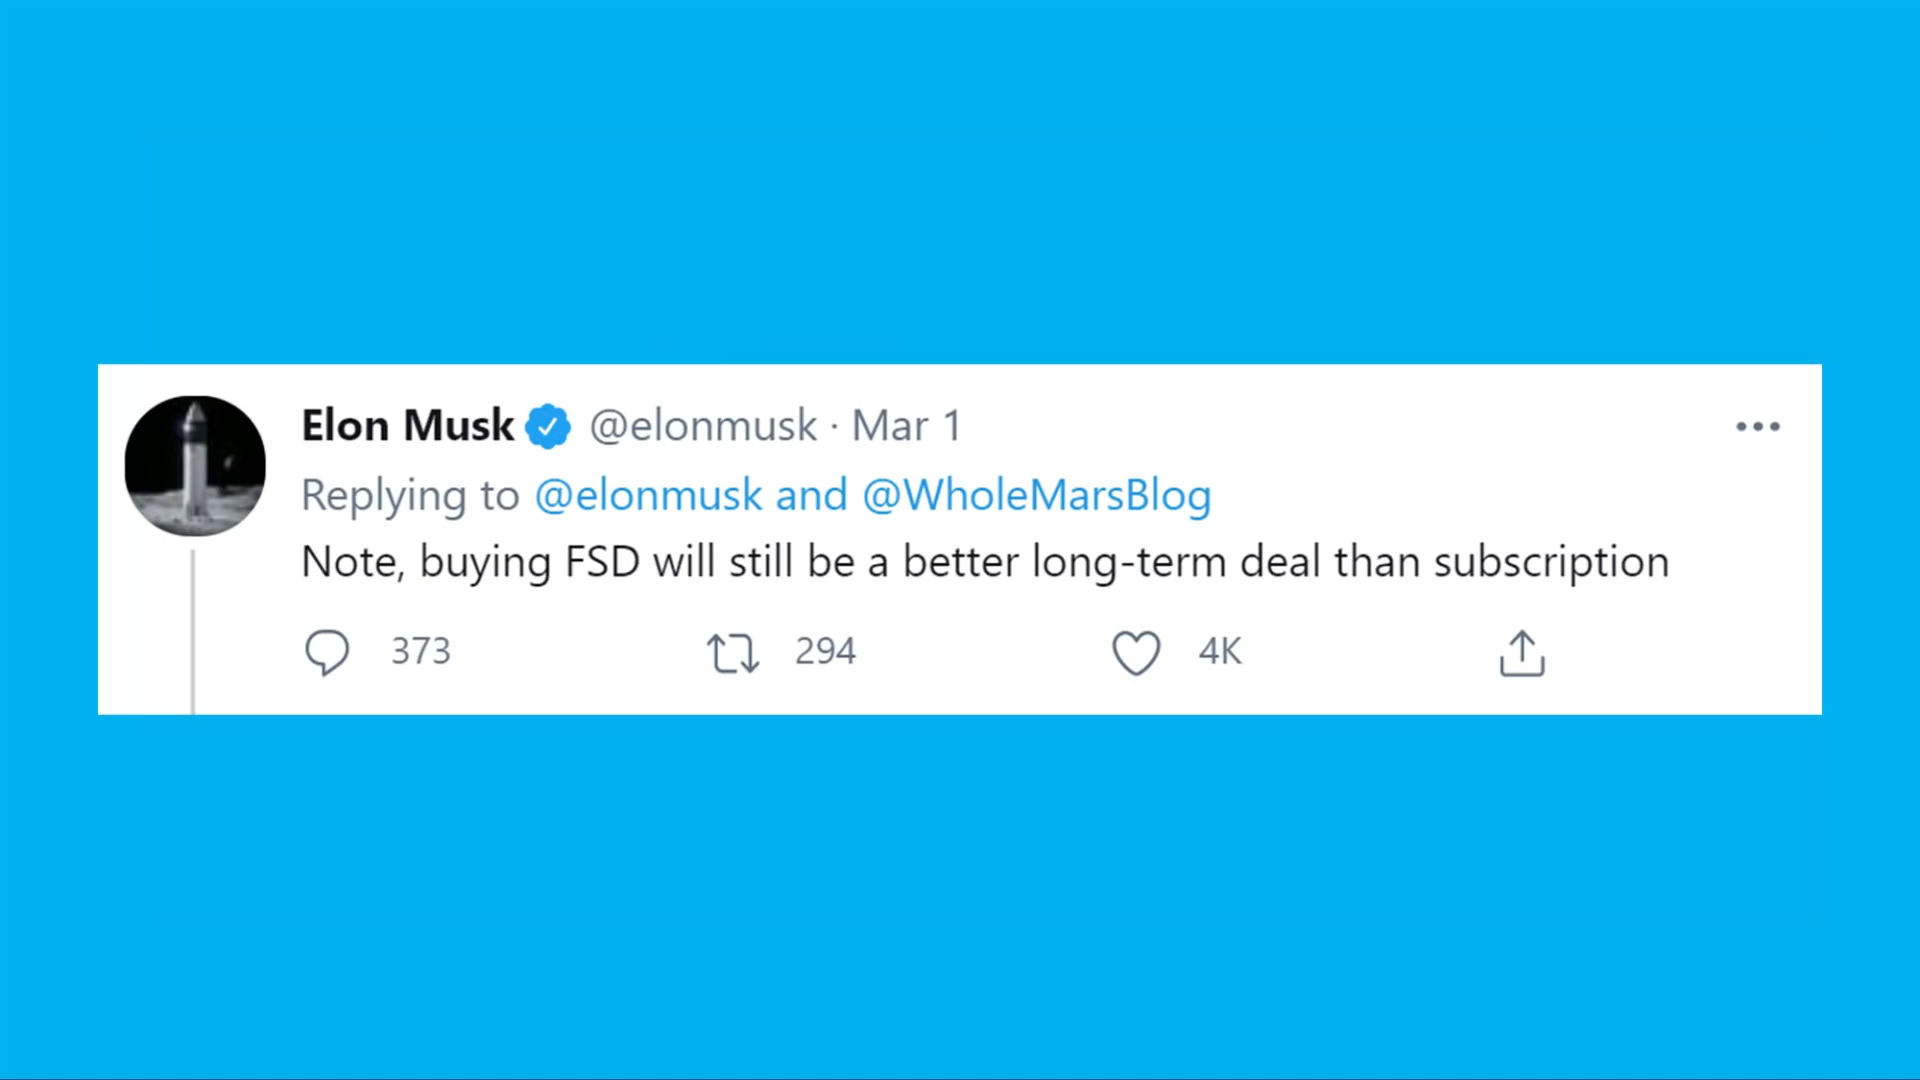 Elon Musk @elonmusk · Mar 1
Replying to @elonmusk and @WholeMarsBlog
Note, buying FSD will still be a better long-term deal than subscription
373 294 4K